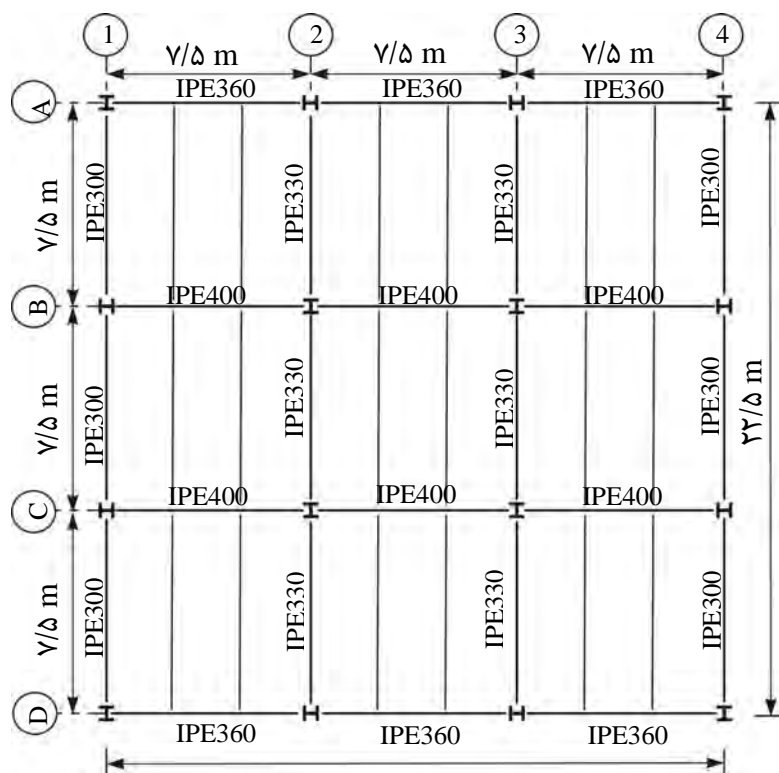 1 2 3 4
۷/۵ m ۷/۵ m ۷/۵ m
IPE360 IPE360 IPE360
A
IPE300 IPE330 IPE330 IPE300
۷/۵ m
B
IPE400 IPE400 IPE400
IPE300 IPE330 IPE330 IPE300
۷/۵ m
۲۲/۵ m
C
IPE400 IPE400 IPE400
IPE300 IPE330 IPE330 IPE300
۷/۵ m
D
IPE360 IPE360 IPE360